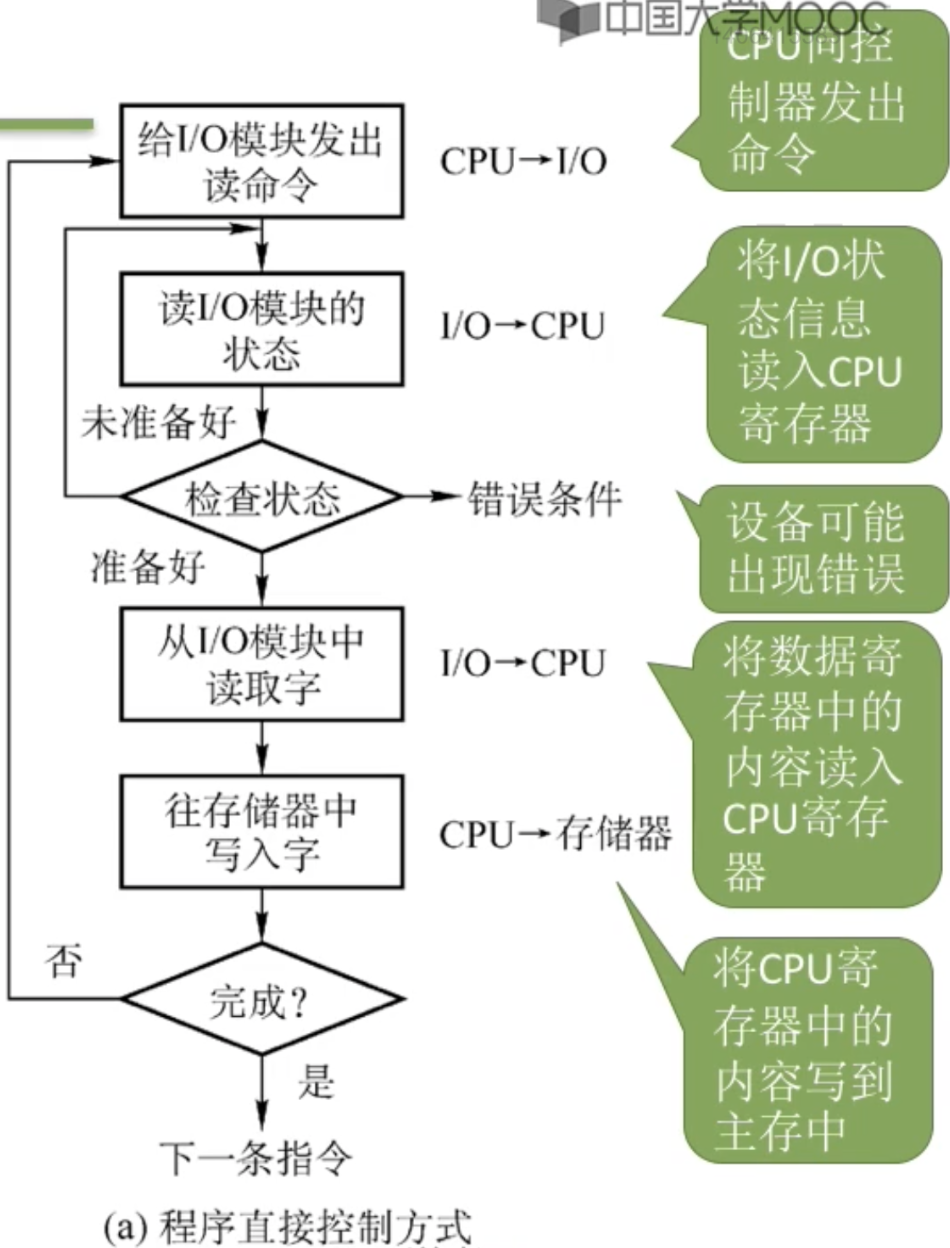 中国大学MOOC
CPU向控
制器发出
命令
给I/O模块发出
读命令
CPU→I/O
将I/O状
态信息
读入CPU
寄存器
读I/O模块的
状态
I/O→CPU
未准备好
检查状态
错误条件
设备可能
出现错误
准备好
从I/O模块中
读取字
I/O→CPU
将数据寄
存器中的
内容读入
CPU寄存
器
往存储器中
写入字
CPU→存储器
将CPU寄
存器中的
内容写到
主存中
否
完成?
是
下一条指令
(a) 程序直接控制方式